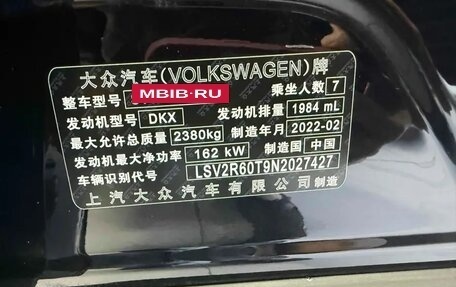 大众汽车(VOLKSWAGEN)牌
整车型号 MBIB.RU 乘坐人数 7
发动机型号 DKX 发动机排量 1984 mL
最大允许总质量 2380kg 制造年月 2022-02
发动机最大净功率 162 kW 制造国 中国
车辆识别代号 LSV2R60T9N2027427
上汽大众汽车有限公司制造